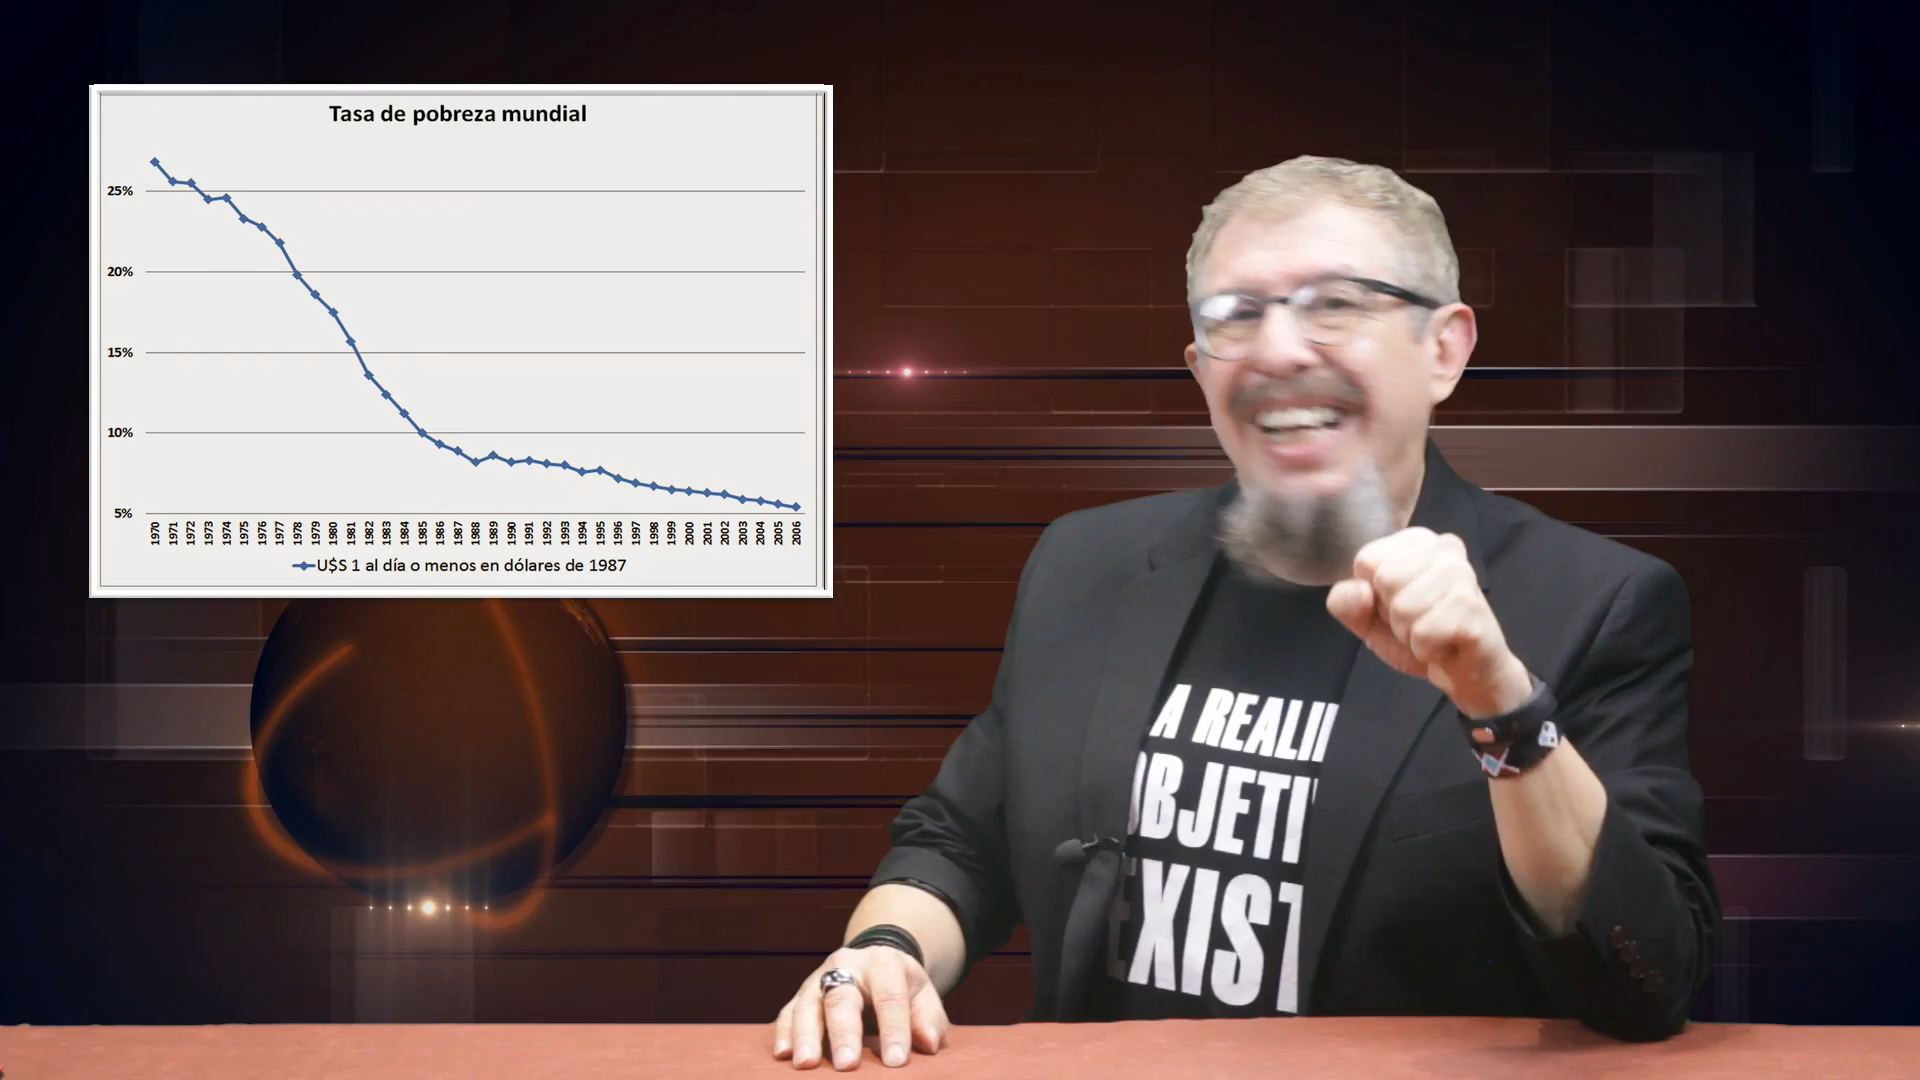 Tasa de pobreza mundial
25%
20%
15%
10%
5%
1970 1971 1972 1973 1974 1975 1976 1977 1978 1979 1980 1981 1982 1983 1984 1985 1986 1987 1988 1989 1990 1991 1992 1993 1994 1995 1996 1997 1998 1999 2000 2001 2002 2003 2004 2005 2006
U$S 1 al día o menos en dólares de 1987
A REALI
OBJETI
EXIST